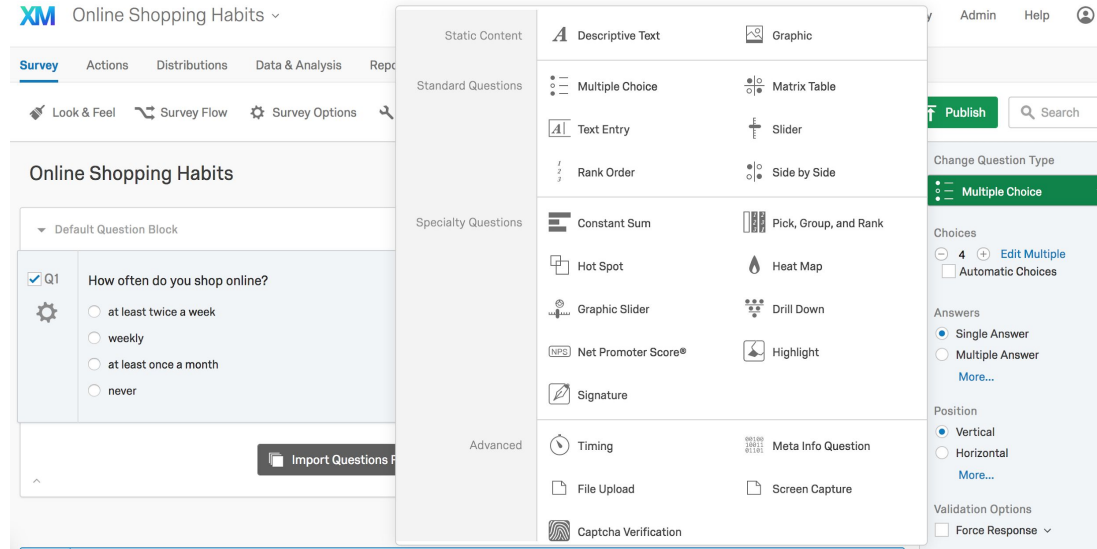 XM Online Shopping Habits
Admin Help
Survey Actions Distributions Data & Analysis
Look & Feel Survey Flow Survey Options
Publish Search
Online Shopping Habits
Default Question Block
Q1 How often do you shop online?
at least twice a week
weekly
at least once a month
never
Import Questions
Static Content
Descriptive Text Graphic
Standard Questions
Multiple Choice Matrix Table
Text Entry Slider
Rank Order Side by Side
Specialty Questions
Constant Sum Pick, Group, and Rank
Hot Spot Heat Map
Graphic Slider Drill Down
NPS Net Promoter Score® Highlight
Signature
Advanced
Timing Meta Info Question
File Upload Screen Capture
Captcha Verification
Change Question Type
Multiple Choice
Choices
4 Edit Multiple
Automatic Choices
Answers
Single Answer
Multiple Answer
More...
Position
Vertical
Horizontal
More...
Validation Options
Force Response